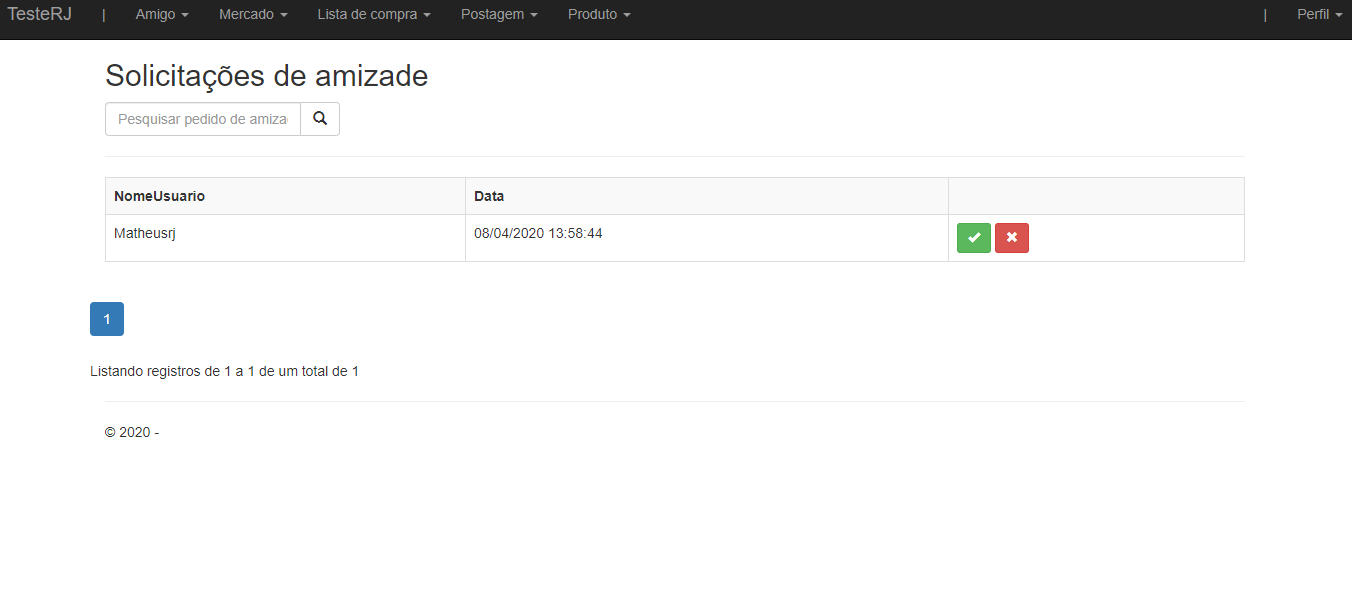 TesteRJ | Amigo Mercado Lista de compra Postagem Produto | Perfil
Solicitações de amizade
Pesquisar pedido de amiza
NomeUsuario Data
Matheusrj 08/04/2020 13:58:44
1
Listando registros de 1 a 1 de um total de 1
© 2020 -